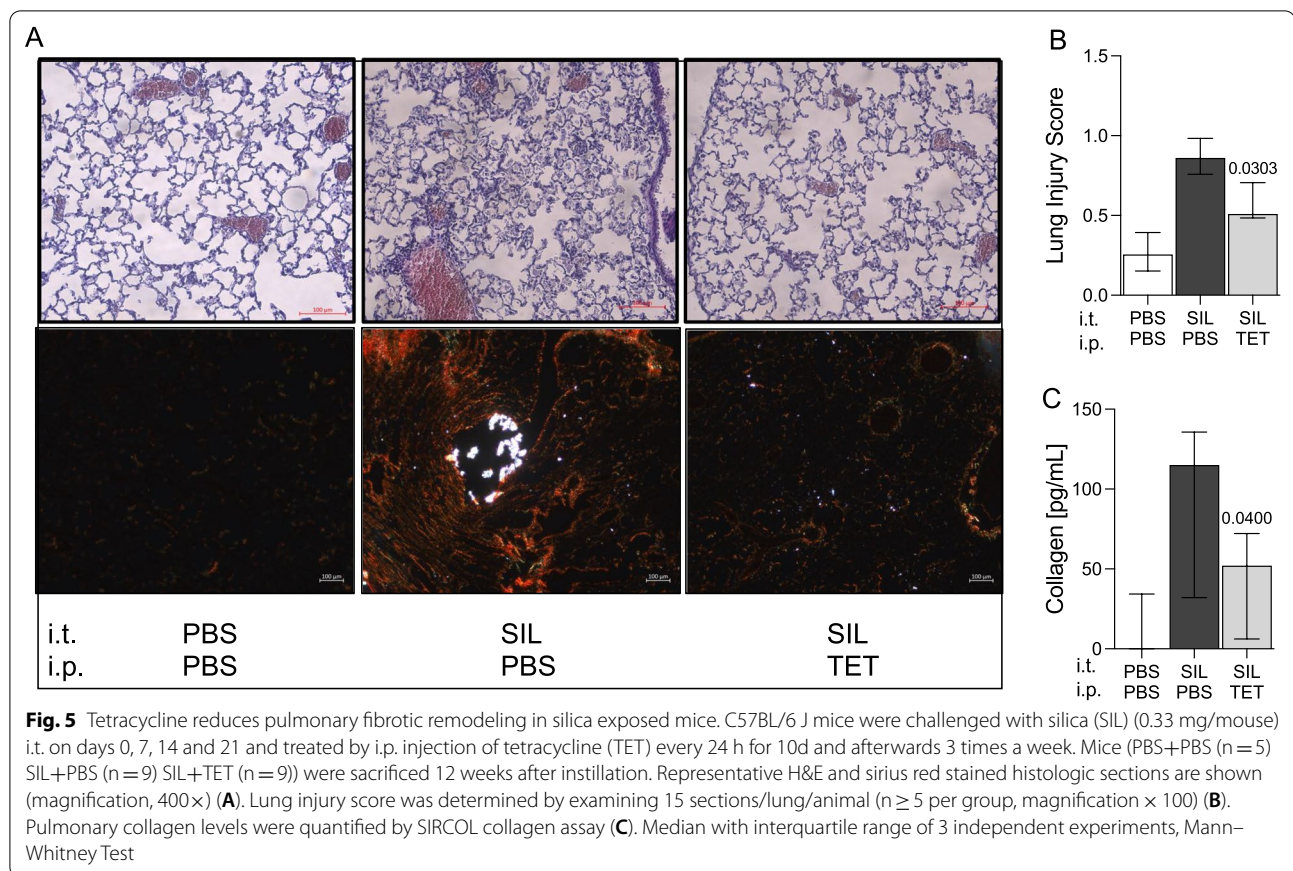 A
100 µm
100 µm
100 µm
100 µm
100 µm
i.t. PBS SIL SIL
i.p. PBS PBS TET
B
Lung Injury Score
1.5
1.0
0.5
0.0
0.0303
i.t. PBS SIL SIL
i.p. PBS PBS TET
C
Collagen [pg/mL]
150
100
50
0
0.0400
i.t. PBS SIL SIL
i.p. PBS PBS TET
Fig. 5 Tetracycline reduces pulmonary fibrotic remodeling in silica exposed mice. C57BL/6 J mice were challenged with silica (SIL) (0.33 mg/mouse)
i.t. on days 0, 7, 14 and 21 and treated by i.p. injection of tetracycline (TET) every 24 h for 10d and afterwards 3 times a week. Mice (PBS+PBS (n = 5)
SIL+PBS (n = 9) SIL+TET (n = 9)) were sacrificed 12 weeks after instillation. Representative H&E and sirius red stained histologic sections are shown
(magnification, 400×) (A). Lung injury score was determined by examining 15 sections/lung/animal (n ≥ 5 per group, magnification × 100) (B).
Pulmonary collagen levels were quantified by SIRCOL collagen assay (C). Median with interquartile range of 3 independent experiments, Mann–
Whitney Test